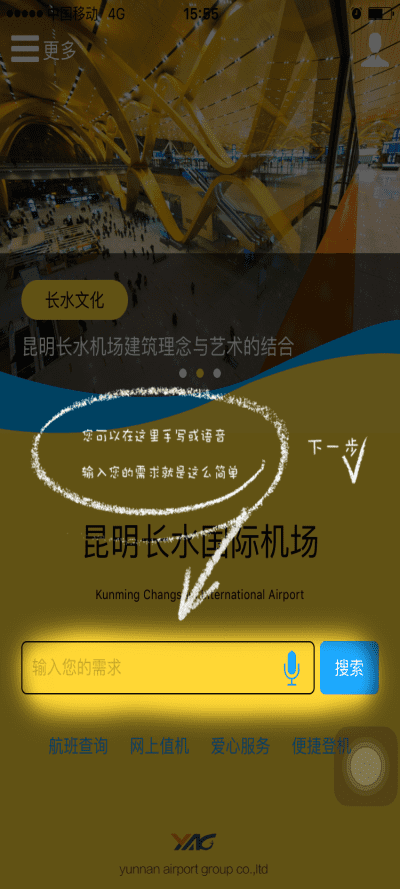 中国移动 4G 15:55
更多
长水文化
昆明长水机场建筑理念与艺术的结合
您可以在这里手写或语音
输入您的需求就是这么简单
下一步
昆明长水国际机场
Kunming Changshui International Airport
输入您的需求
搜索
航班查询 网上值机 爱心服务 便捷登机
YAG
yunnan airport group co.,ltd